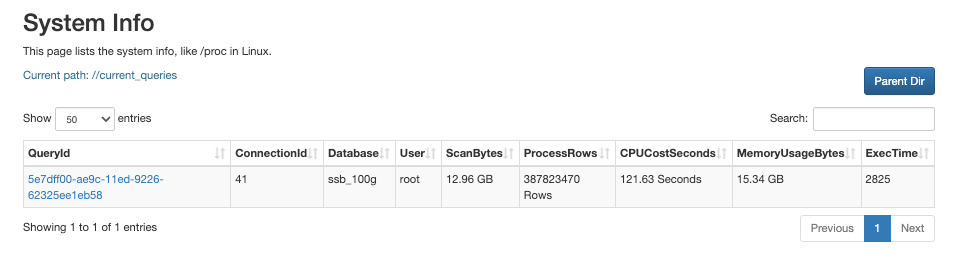 System Info
This page lists the system info, like /proc in Linux.
Current path: //current_queries
Parent Dir
Show 50 entries
Search:
QueryId ConnectionId Database User ScanBytes ProcessRows CPUCostSeconds MemoryUsageBytes ExecTime
5e7dff00-ae9c-11ed-9226- 41 ssb_100g root 12.96 GB 387823470 121.63 Seconds 15.34 GB 2825
62325ee1eb58 Rows
Showing 1 to 1 of 1 entries
Previous 1 Next